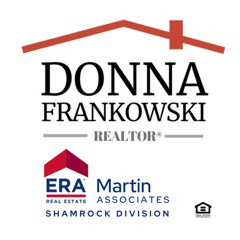 DONNA
FRANKOWSKI
REALTOR®
ERA® Martin
REAL ESTATE ASSOCIATES
SHAMROCK DIVISION